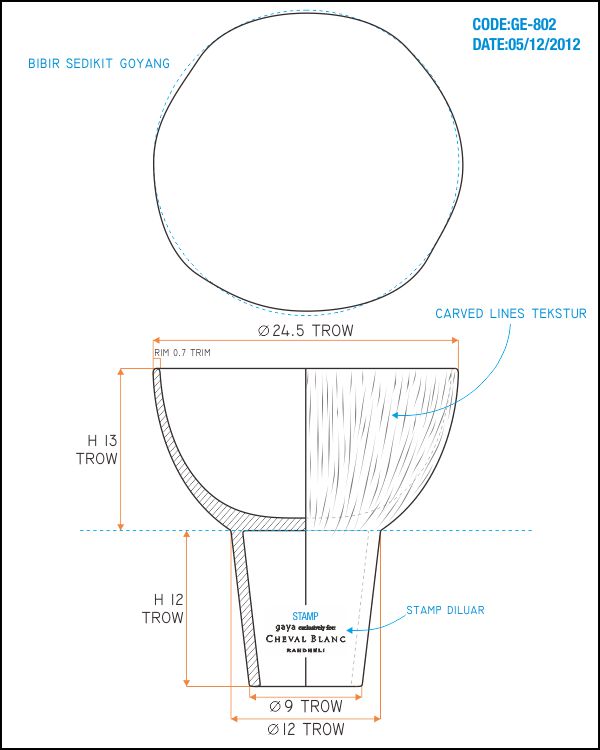 CODE:GE-802
DATE:05/12/2012
BIBIR SEDIKIT GOYANG
CARVED LINES TEKSTUR
Ø24.5 TROW
RIM 0.7 TRIM
H 13
TROW
H 12
TROW
STAMP
gaya exclusively for:
CHEVAL BLANC
RANDHELI
STAMP DILUAR
Ø9 TROW
Ø12 TROW